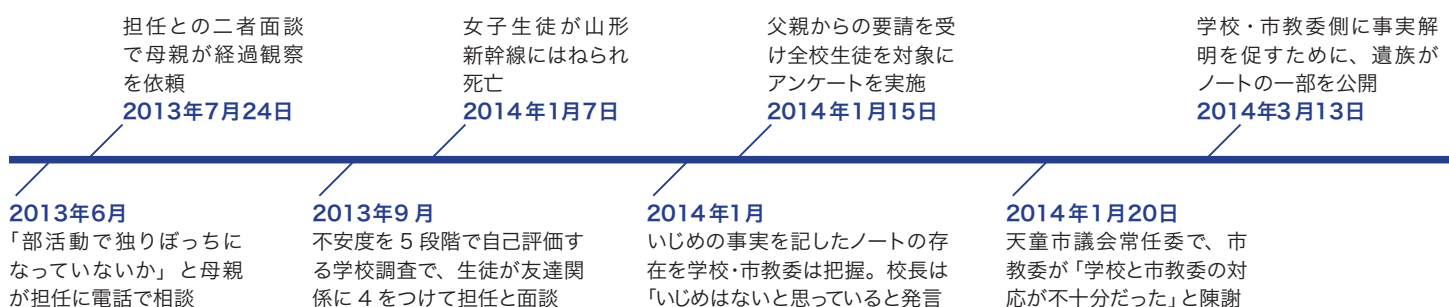 担任との二者面談
で母親が経過観察
を依頼
2013年7月24日
女子生徒が山形
新幹線にはねられ
死亡
2014年1月7日
父親からの要請を受
け全校生徒を対象に
アンケートを実施
2014年1月15日
学校・市教委側に事実解
明を促すために、遺族が
ノートの一部を公開
2014年3月13日
2013年6月
「部活動で独りぼっちに
なっていないか」と母親
が担任に電話で相談
2013年9月
不安度を5段階で自己評価す
る学校調査で、生徒が友達関
係に4をつけて担任と面談
2014年1月
いじめの事実を記したノートの存
在を学校・市教委は把握。校長は
「いじめはないと思っていると発言
2014年1月20日
天童市議会常任委で、市
教委が「学校と市教委の対
応が不十分だった」と陳謝